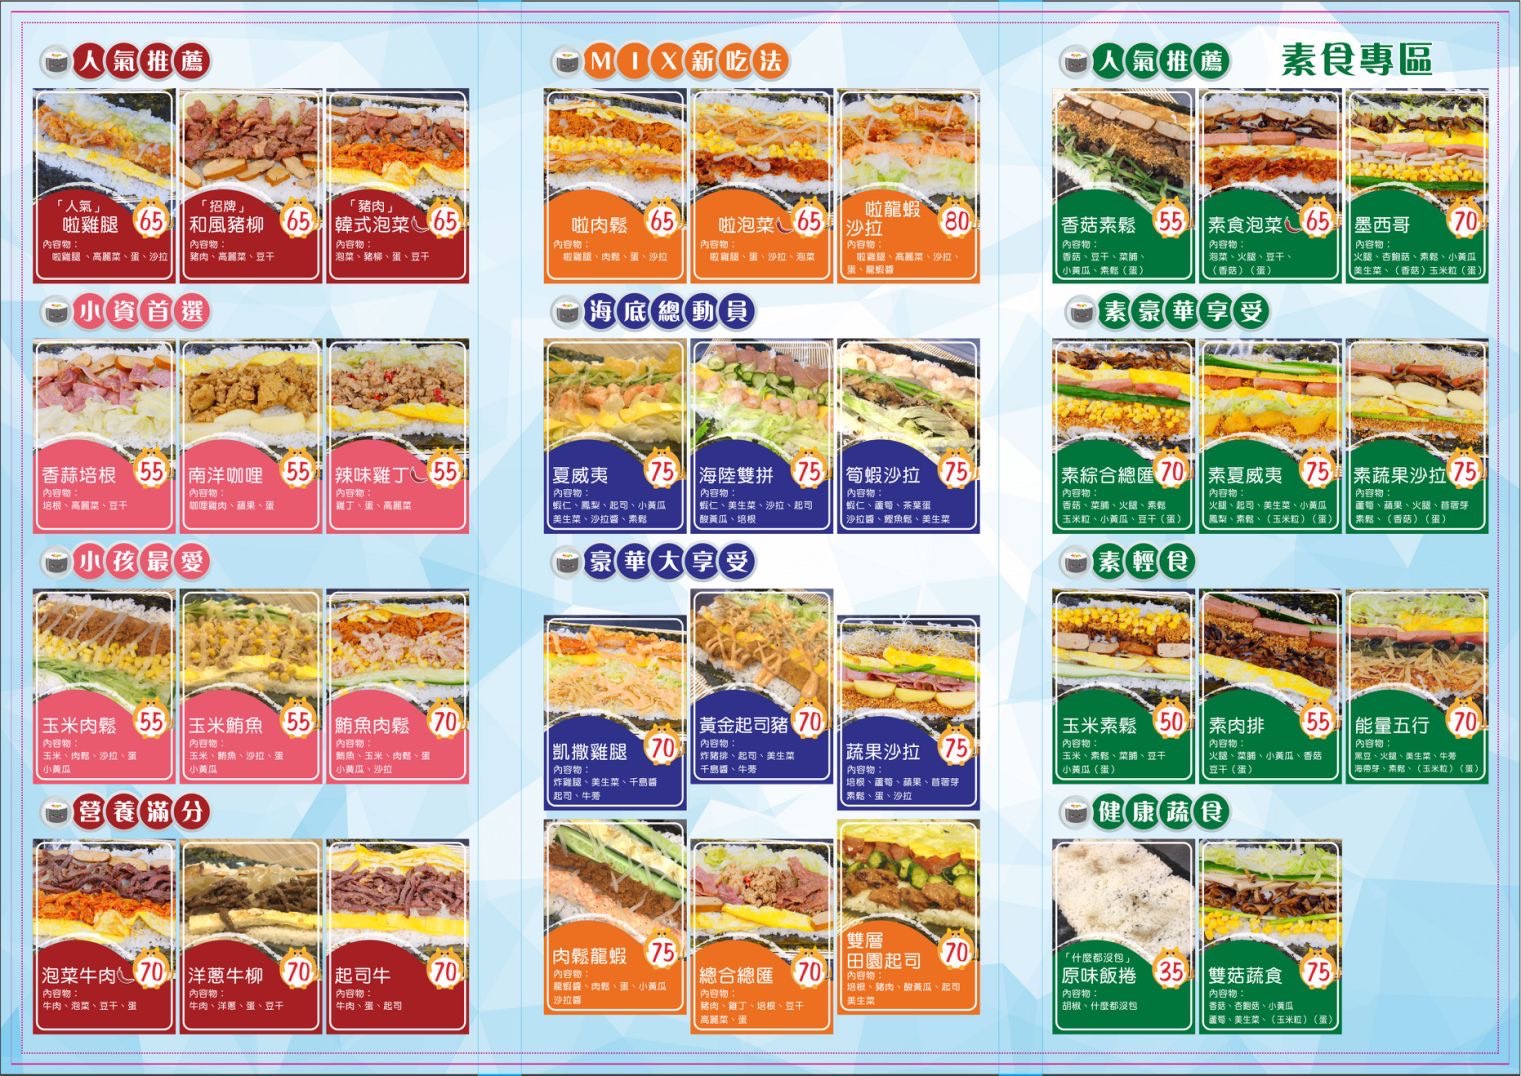 人氣推薦
「人氣」
啦雞腿 65
內容物：
啦雞腿、高麗菜、蛋、沙拉
「招牌」
和風豬柳 65
內容物：
豬肉、高麗菜、豆干
「豬肉」
韓式泡菜 65
內容物：
泡菜、豬柳、蛋、豆干
小資首選
香蒜培根 55
內容物：
培根、高麗菜、豆干
南洋咖哩 55
內容物：
咖哩雞肉、蘋果、蛋
辣味雞丁 55
內容物：
雞丁、蛋、高麗菜
小孩最愛
玉米肉鬆 55
內容物：
玉米、肉鬆、沙拉、蛋
小黃瓜
玉米鮪魚 55
內容物：
玉米、鮪魚、沙拉、蛋
小黃瓜
鮪魚肉鬆 70
內容物：
鮪魚、玉米、肉鬆、蛋
小黃瓜、沙拉
營養滿分
泡菜牛肉 70
內容物：
牛肉、泡菜、豆干、蛋
洋蔥牛柳 70
內容物：
牛肉、洋蔥、蛋、豆干
起司牛 70
內容物：
牛肉、蛋、起司
MIX新吃法
啦肉鬆 65
內容物：
啦雞腿、肉鬆、蛋、沙拉
啦泡菜 65
內容物：
啦雞腿、蛋、沙拉、泡菜
啦龍蝦
沙拉 80
內容物：
啦雞腿、高麗菜、沙拉、
蛋、龍蝦醬
海底總動員
夏威夷 75
內容物：
蝦仁、鳳梨、起司、小黃瓜
美生菜、沙拉醬、素鬆
海陸雙拼 75
內容物：
蝦仁、美生菜、沙拉、起司
酸黃瓜、培根
筍蝦沙拉 75
內容物：
蝦仁、蘆筍、茶葉蛋
沙拉醬、鰹魚鬆、美生菜
豪華大享受
凱撒雞腿 70
內容物：
炸雞腿、美生菜、千島醬
起司、牛蒡
黃金起司豬 70
內容物：
炸豬排、起司、美生菜
千島醬、牛蒡
蔬果沙拉 75
內容物：
培根、蘆筍、蘋果、苜蓿芽
素鬆、蛋、沙拉
肉鬆龍蝦 75
內容物：
龍蝦醬、肉鬆、蛋、小黃瓜
沙拉醬
總合總匯 70
內容物：
豬肉、雞丁、培根、豆干
高麗菜、蛋
雙層
田園起司 70
內容物：
培根、豬肉、酸黃瓜、起司
美生菜
人氣推薦 素食專區
香菇素鬆 55
內容物：
香菇、豆干、菜脯、
小黃瓜、素鬆（蛋）
素食泡菜 65
內容物：
泡菜、火腿、豆干、
（香菇）（蛋）
墨西哥 70
內容物：
火腿、杏鮑菇、素鬆、小黃瓜
美生菜、（香菇）玉米粒（蛋）
素豪華享受
素綜合總匯 70
內容物：
香菇、菜脯、火腿、素鬆
玉米粒、小黃瓜、豆干（蛋）
素夏威夷 75
內容物：
火腿、起司、美生菜、小黃瓜
鳳梨、素鬆、（玉米粒）（蛋）
素蔬果沙拉 75
內容物：
蘆筍、蘋果、火腿、苜蓿芽
素鬆、（香菇）（蛋）
素輕食
玉米素鬆 50
內容物：
玉米、素鬆、菜脯、豆干
小黃瓜（蛋）
素肉排 55
內容物：
火腿、菜脯、小黃瓜、香菇
豆干（蛋）
能量五行 70
內容物：
黑豆、火腿、美生菜、牛蒡
海帶芽、素鬆、（玉米粒）（蛋）
健康蔬食
「什麼都沒包」
原味飯捲 35
內容物：
胡椒、什麼都沒包
雙菇蔬食 75
內容物：
香菇、杏鮑菇、小黃瓜
蘆筍、美生菜、（玉米粒）（蛋）